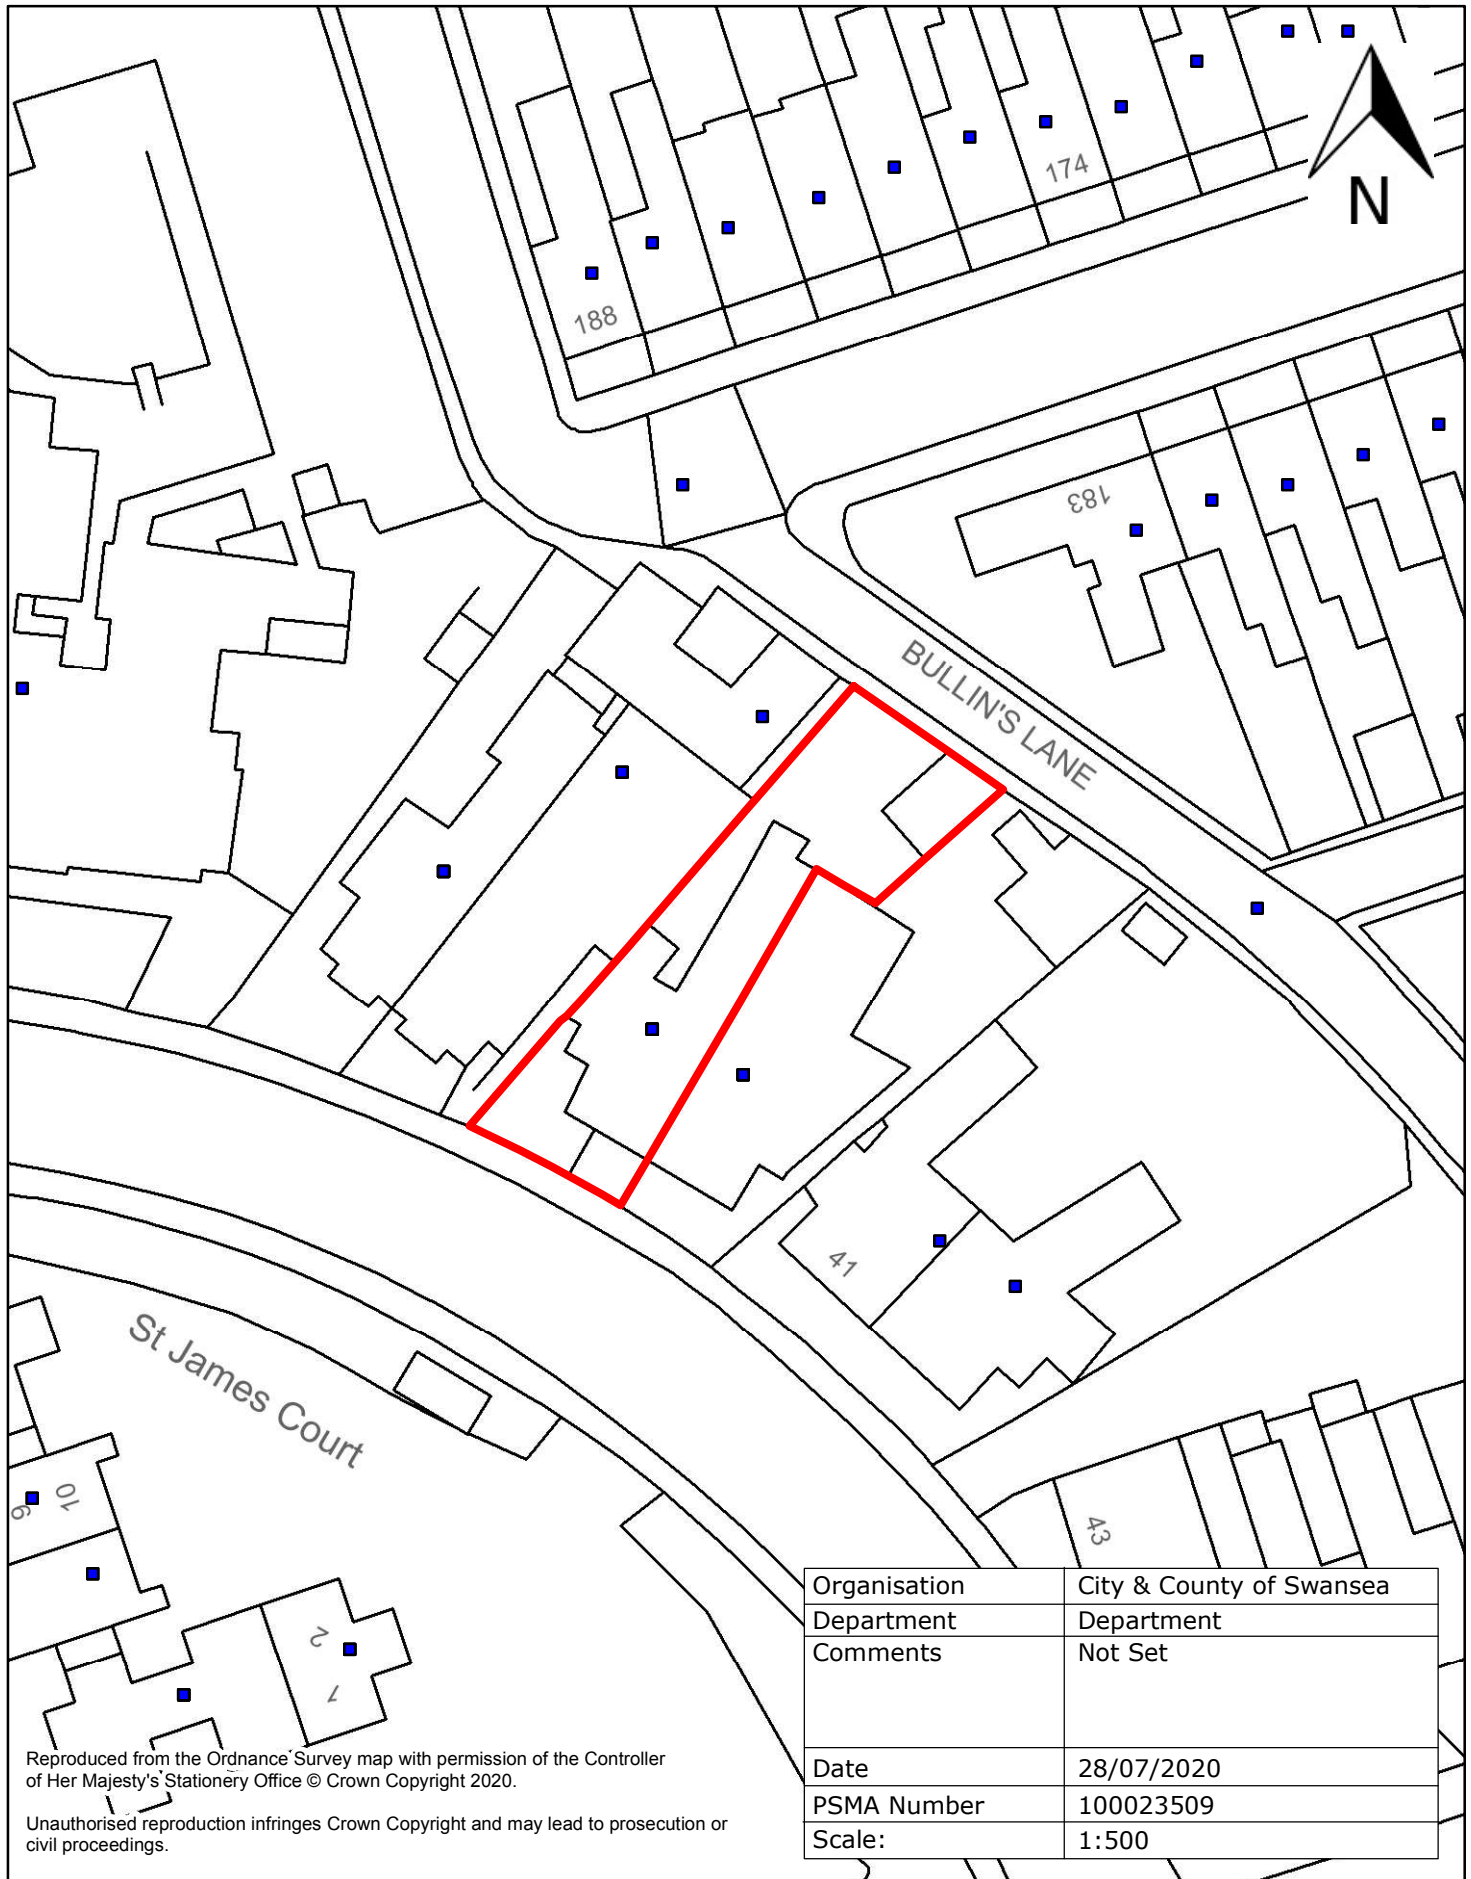 N
174
188
183
BULLIN'S LANE
41
St James Court
10
9
43
2
1
Organisation City & County of Swansea
Department Department
Comments Not Set
Date 28/07/2020
PSMA Number 100023509
Scale: 1:500
Reproduced from the Ordnance Survey map with permission of the Controller
of Her Majesty's Stationery Office © Crown Copyright 2020.
Unauthorised reproduction infringes Crown Copyright and may lead to prosecution or
civil proceedings.